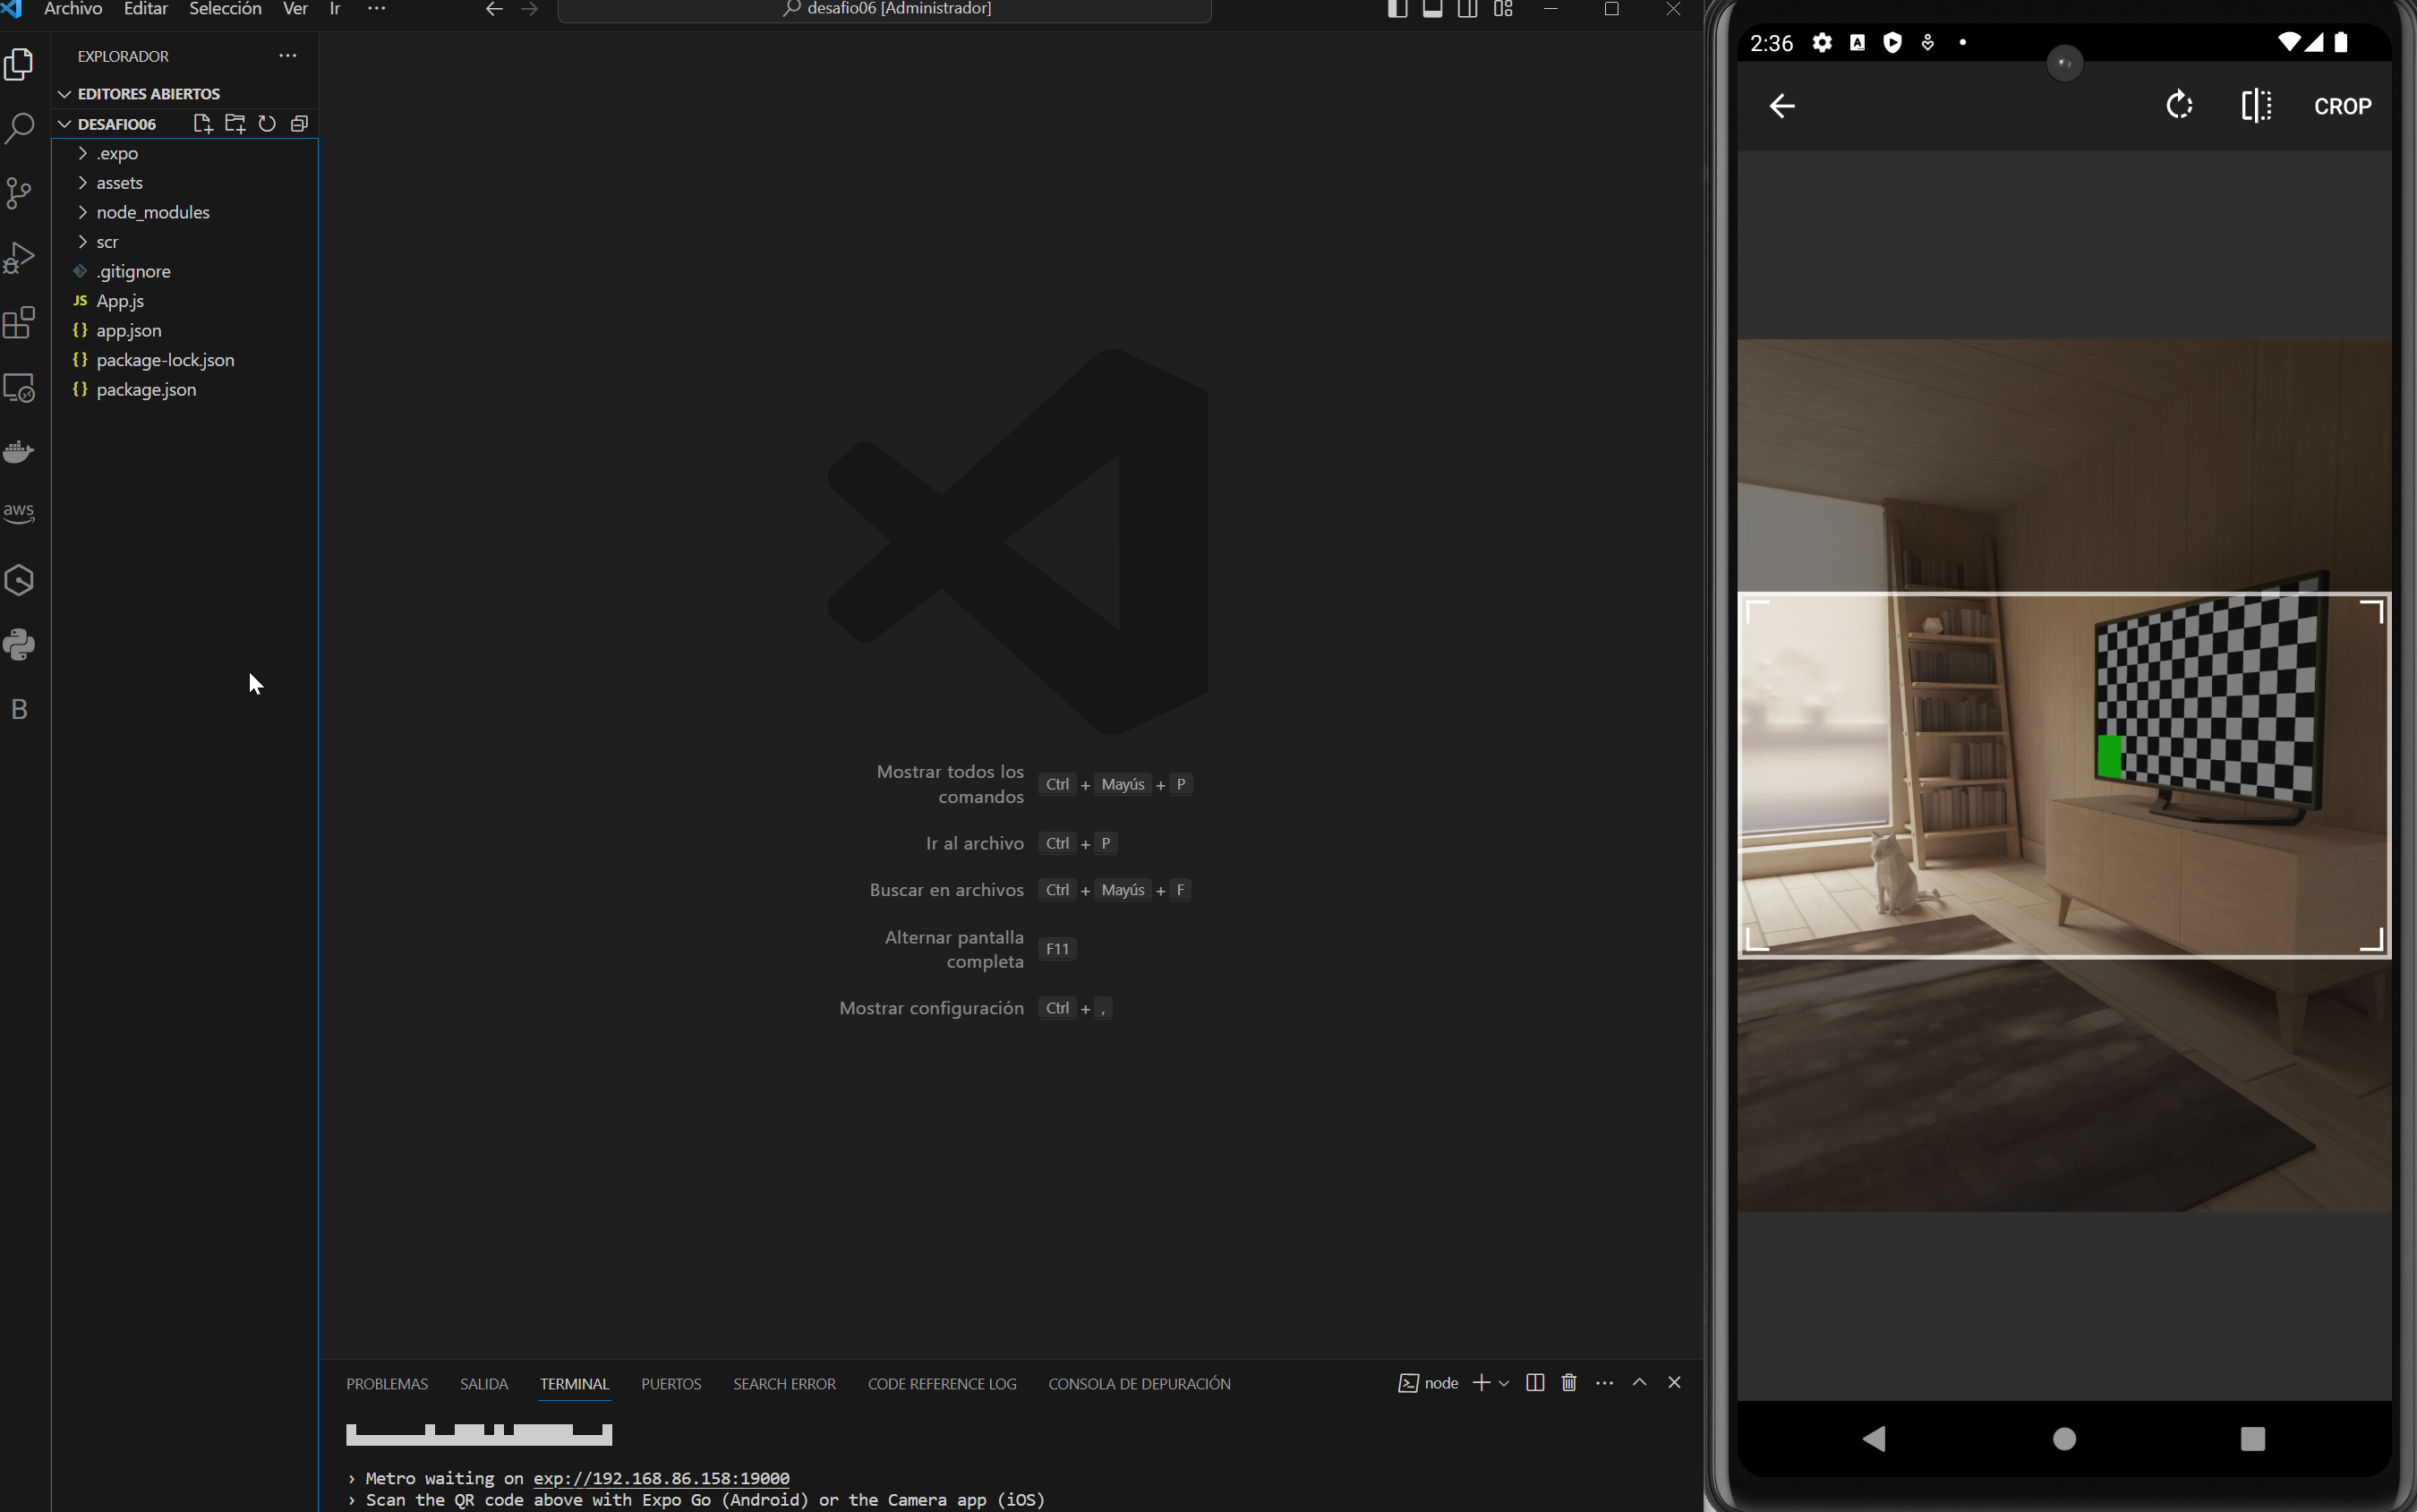 Archivo Editar Selección Ver Ir ···
desafio06 [Administrador]
EXPLORADOR
EDITORES ABIERTOS
DESAFIO06
.expo
assets
node_modules
scr
.gitignore
JS App.js
{} app.json
{} package-lock.json
{} package.json
aws
B
Mostrar todos los comandos Ctrl + Mayús + P
Ir al archivo Ctrl + P
Buscar en archivos Ctrl + Mayús + F
Alternar pantalla completa F11
Mostrar configuración Ctrl + ,
PROBLEMAS SALIDA TERMINAL PUERTOS SEARCH ERROR CODE REFERENCE LOG CONSOLA DE DEPURACIÓN
node
› Metro waiting on exp://192.168.86.158:19000
› Scan the QR code above with Expo Go (Android) or the Camera app (iOS)
2:36
A
CROP